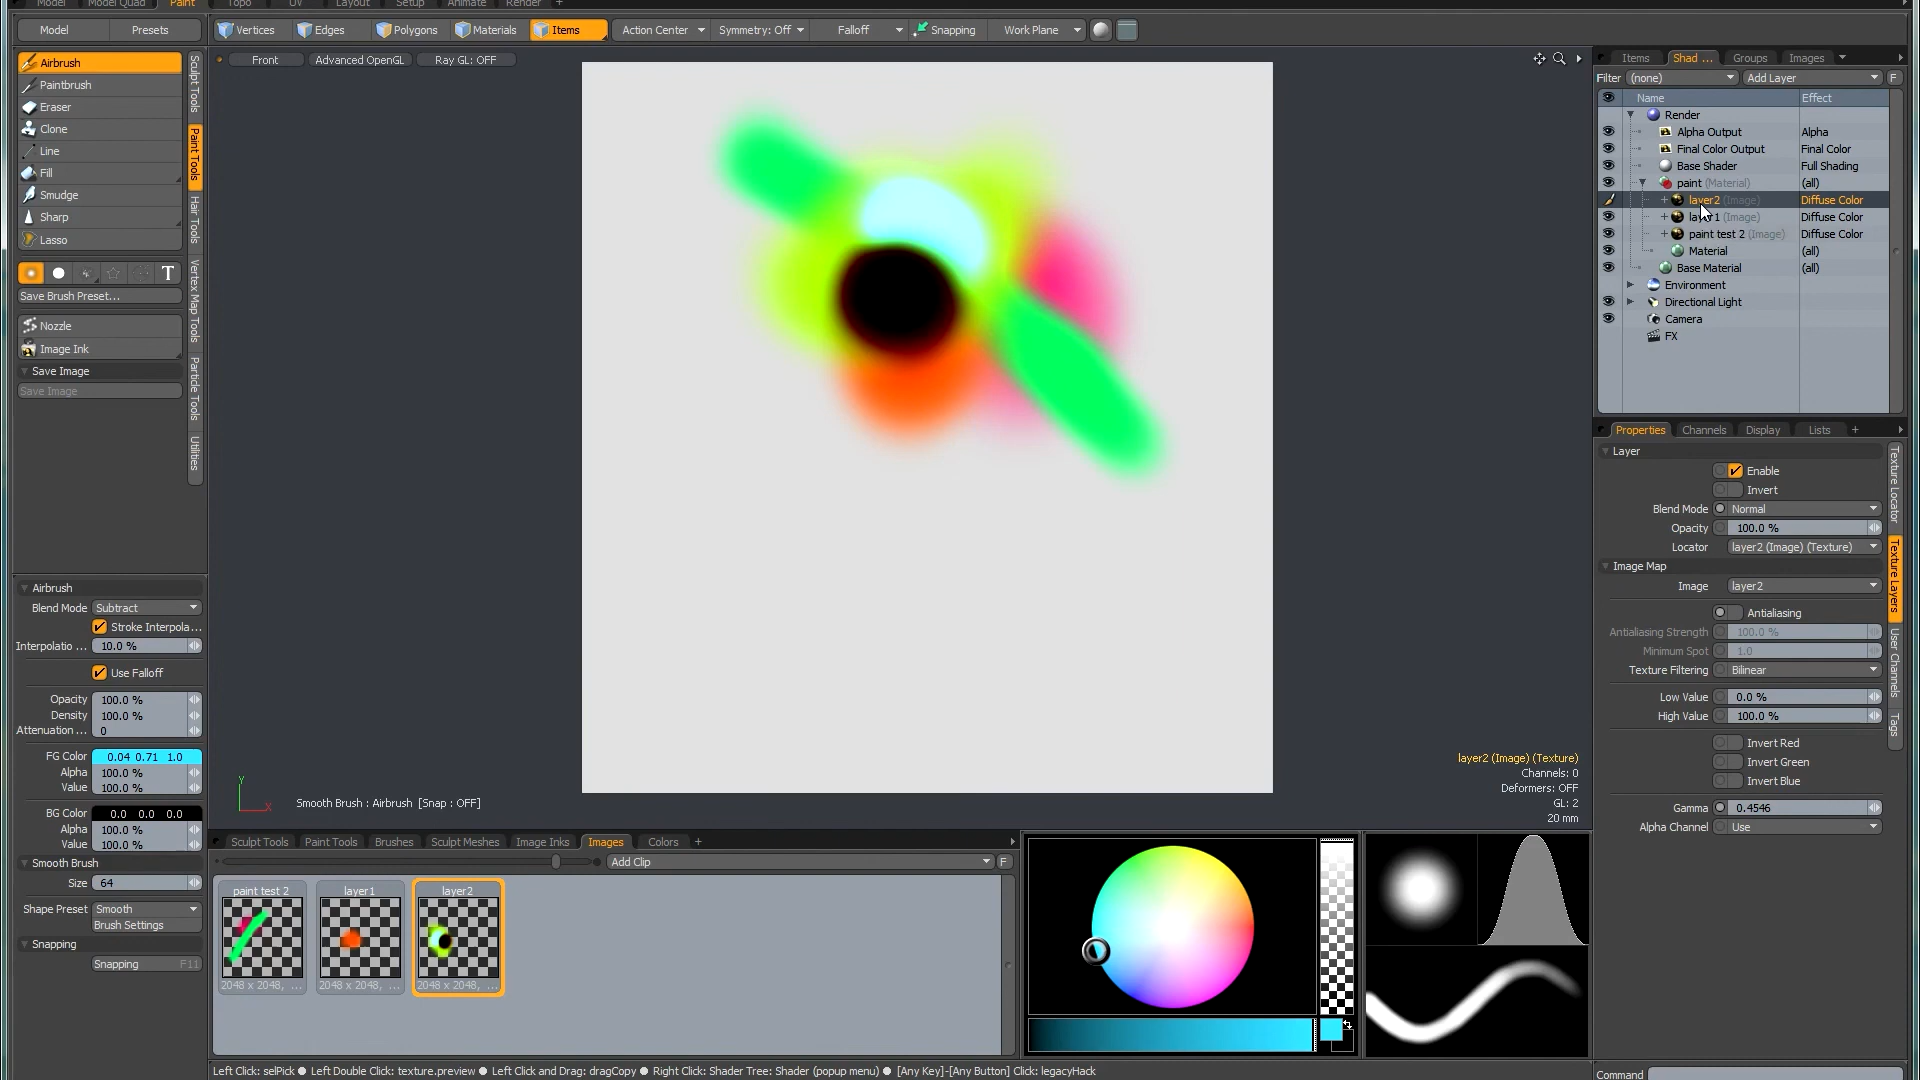 Model Model Quad Paint Topo UV Layout Setup Animate Render +
Model Presets
Vertices Edges Polygons Materials Items Action Center Symmetry: Off Falloff Snapping Work Plane
Airbrush
Paintbrush
Eraser
Clone
Line
Fill
Smudge
Sharp
Lasso
T
Save Brush Preset...
Nozzle
Image Ink
Save Image
Save Image
Sculpt Tools
Paint Tools
Hair Tools
Vertex Map Tools
Particle Tools
Utilities
Airbrush
Blend Mode Subtract
Stroke Interpola ...
Interpolatio ... 10.0 %
Use Falloff
Opacity 100.0 %
Density 100.0 %
Attenuation ... 0
FG Color 0.04 0.71 1.0
Alpha 100.0 %
Value 100.0 %
BG Color 0.0 0.0 0.0
Alpha 100.0 %
Value 100.0 %
Smooth Brush
Size 64
Shape Preset Smooth
Brush Settings
Snapping
Snapping F11
Front Advanced OpenGL Ray GL: OFF
Y
X
Smooth Brush : Airbrush [Snap : OFF]
layer2 (Image) (Texture)
Channels: 0
Deformers: OFF
GL: 2
20 mm
Sculpt Tools Paint Tools Brushes Sculpt Meshes Image Inks Images Colors +
Add Clip F
paint test 2 layer1 layer2
2048 x 2048, ... 2048 x 2048, ... 2048 x 2048, ...
Left Click: selPick ● Left Double Click: texture.preview ● Left Click and Drag: dragCopy ● Right Click: Shader Tree: Shader (popup menu) ● [Any Key]-[Any Button] Click: legacyHack
Items Shad ... Groups Images
Filter (none) Add Layer F
Name Effect
Render
Alpha Output Alpha
Final Color Output Final Color
Base Shader Full Shading
paint (Material) (all)
layer2 (Image) Diffuse Color
layer1 (Image) Diffuse Color
paint test 2 (Image) Diffuse Color
Material (all)
Base Material (all)
Environment
Directional Light
Camera
FX
Properties Channels Display Lists +
Layer
Enable
Invert
Blend Mode Normal
Opacity 100.0 %
Locator layer2 (Image) (Texture)
Image Map
Image layer2
Antialiasing
Antialiasing Strength 100.0 %
Minimum Spot 1.0
Texture Filtering Bilinear
Low Value 0.0 %
High Value 100.0 %
Invert Red
Invert Green
Invert Blue
Gamma 0.4546
Alpha Channel Use
Texture Locator
Texture Layers
User Channels
Tags
Command